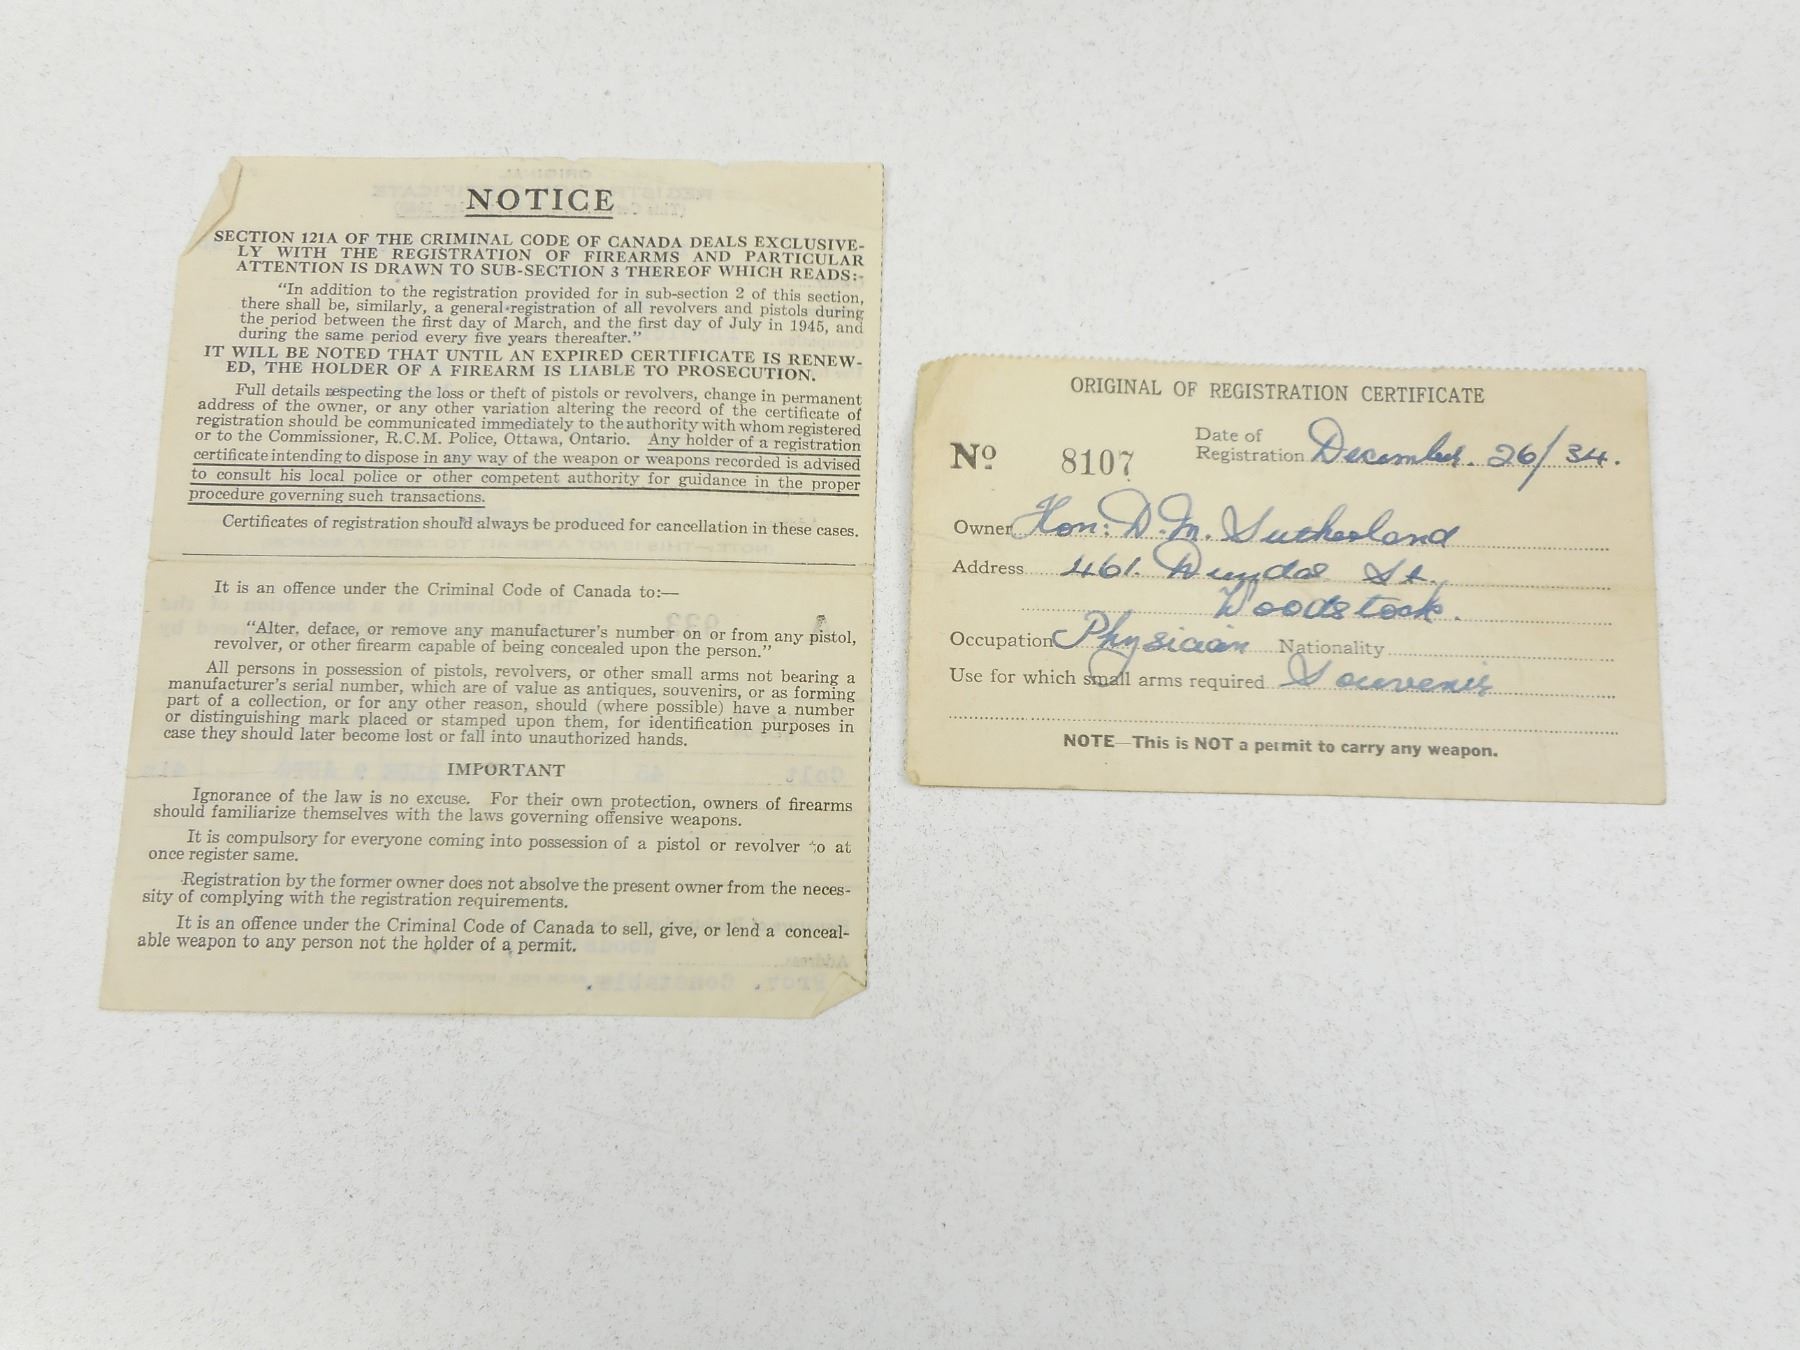 NOTICE
SECTION 121A OF THE CRIMINAL CODE OF CANADA DEALS EXCLUSIVE-
LY WITH THE REGISTRATION OF FIREARMS AND PARTICULAR
ATTENTION IS DRAWN TO SUB-SECTION 3 THEREOF WHICH READS:-
"In addition to the registration provided for in sub-section 2 of this section,
there shall be, similarly, a general registration of all revolvers and pistols during
the period between the first day of March, and the first day of July in 1945, and
during the same period every five years thereafter."
IT WILL BE NOTED THAT UNTIL AN EXPIRED CERTIFICATE IS RENEW-
ED, THE HOLDER OF A FIREARM IS LIABLE TO PROSECUTION.
Full details respecting the loss or theft of pistols or revolvers, change in permanent
address of the owner, or any other variation altering the record of the certificate of
registration should be communicated immediately to the authority with whom registered
or to the Commissioner, R.C.M. Police, Ottawa, Ontario. Any holder of a registration
certificate intending to dispose in any way of the weapon or weapons recorded is advised
to consult his local police or other competent authority for guidance in the proper
procedure governing such transactions.
Certificates of registration should always be produced for cancellation in these cases.
It is an offence under the Criminal Code of Canada to:—
"Alter, deface, or remove any manufacturer's number on or from any pistol,
revolver, or other firearm capable of being concealed upon the person."
All persons in possession of pistols, revolvers, or other small arms not bearing a
manufacturer's serial number, which are of value as antiques, souvenirs, or as forming
part of a collection, or for any other reason, should (where possible) have a number
or distinguishing mark placed or stamped upon them, for identification purposes in
case they should later become lost or fall into unauthorized hands.
IMPORTANT
Ignorance of the law is no excuse. For their own protection, owners of firearms
should familiarize themselves with the laws governing offensive weapons.
It is compulsory for everyone coming into possession of a pistol or revolver to at
once register same.
Registration by the former owner does not absolve the present owner from the neces-
sity of complying with the registration requirements.
It is an offence under the Criminal Code of Canada to sell, give, or lend a conceal-
able weapon to any person not the holder of a permit.
ORIGINAL OF REGISTRATION CERTIFICATE
No 8107 Date of Registration December. 26/34.
Owner Hon: D. M. Sutherland
Address 461. Dundas St.
Woodstock.
Occupation Physician Nationality
Use for which small arms required Souvenir
NOTE—This is NOT a permit to carry any weapon.